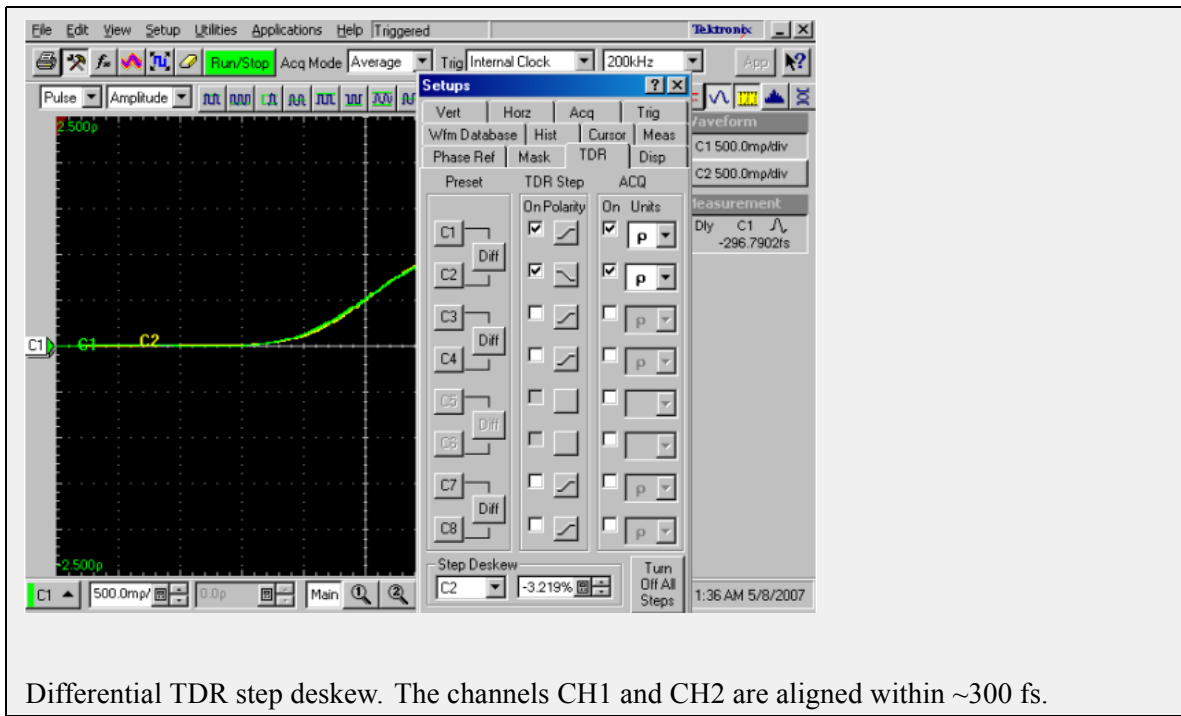 File Edit View Setup Utilities Applications Help Triggered Tektronix
Run/Stop Acq Mode Average Trig Internal Clock 200kHz App
Pulse Amplitude
Setups
Vert Horz Acq Trig
Wfm Database Hist Cursor Meas
Phase Ref Mask TDR Disp
Waveform
C1 500.0mρ/div
C2 500.0mρ/div
Measurement
Dly C1
-296.7902fs
2.500ρ
C1 C1 C2
-2.500ρ
Preset TDR Step ACQ
On Polarity On Units
C1 ρ
Diff
C2 ρ
C3 ρ
Diff
C4 ρ
C5
Diff
C6
C7 ρ
Diff
C8 ρ
Step Deskew
C2 -3.219%
Turn
Off All
Steps
C1 500.0mρ/ 0.0ρ Main 1 2 1:36 AM 5/8/2007
Differential TDR step deskew. The channels CH1 and CH2 are aligned within ~300 fs.